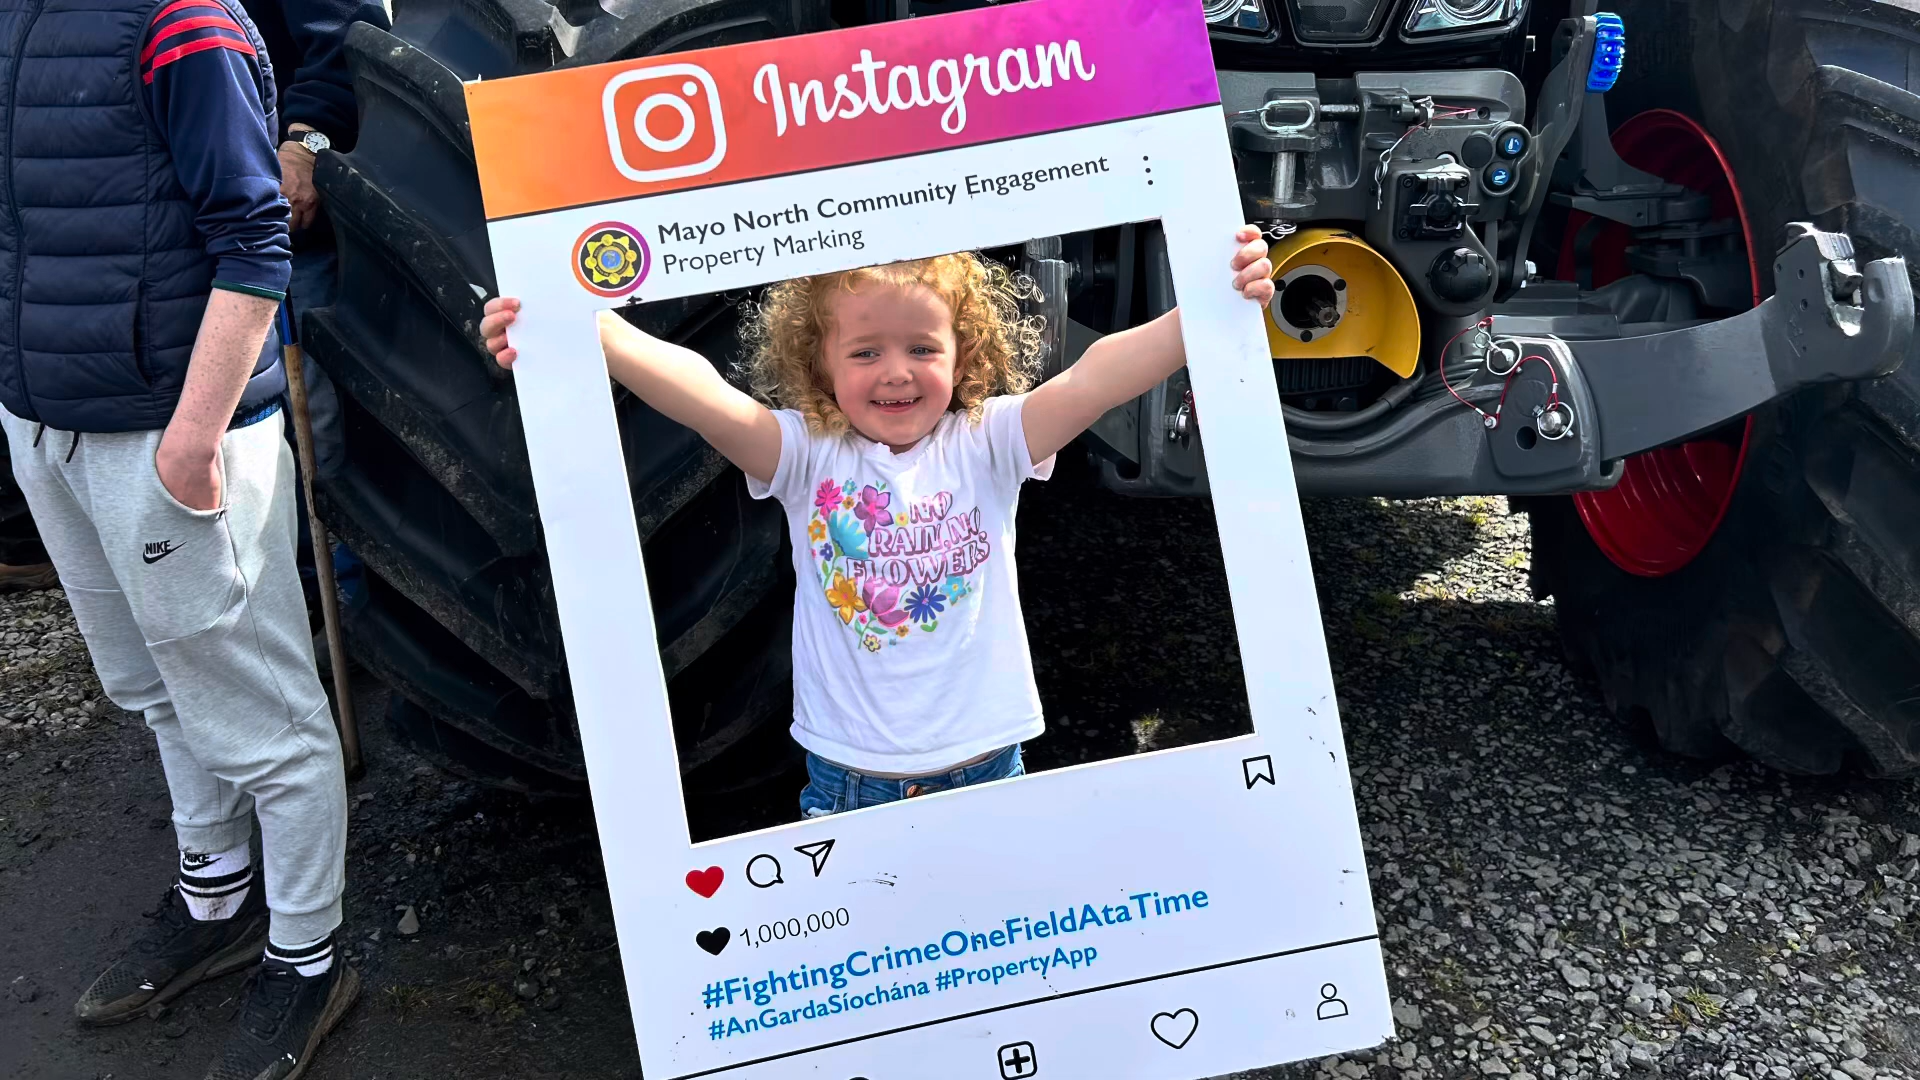 Instagram
Mayo North Community Engagement
Property Marking
NO
RAIN, NO
FLOWERS
NIKE
NIKE
1,000,000
#FightingCrimeOneFieldAtaTime
#AnGardaSíochána #PropertyApp